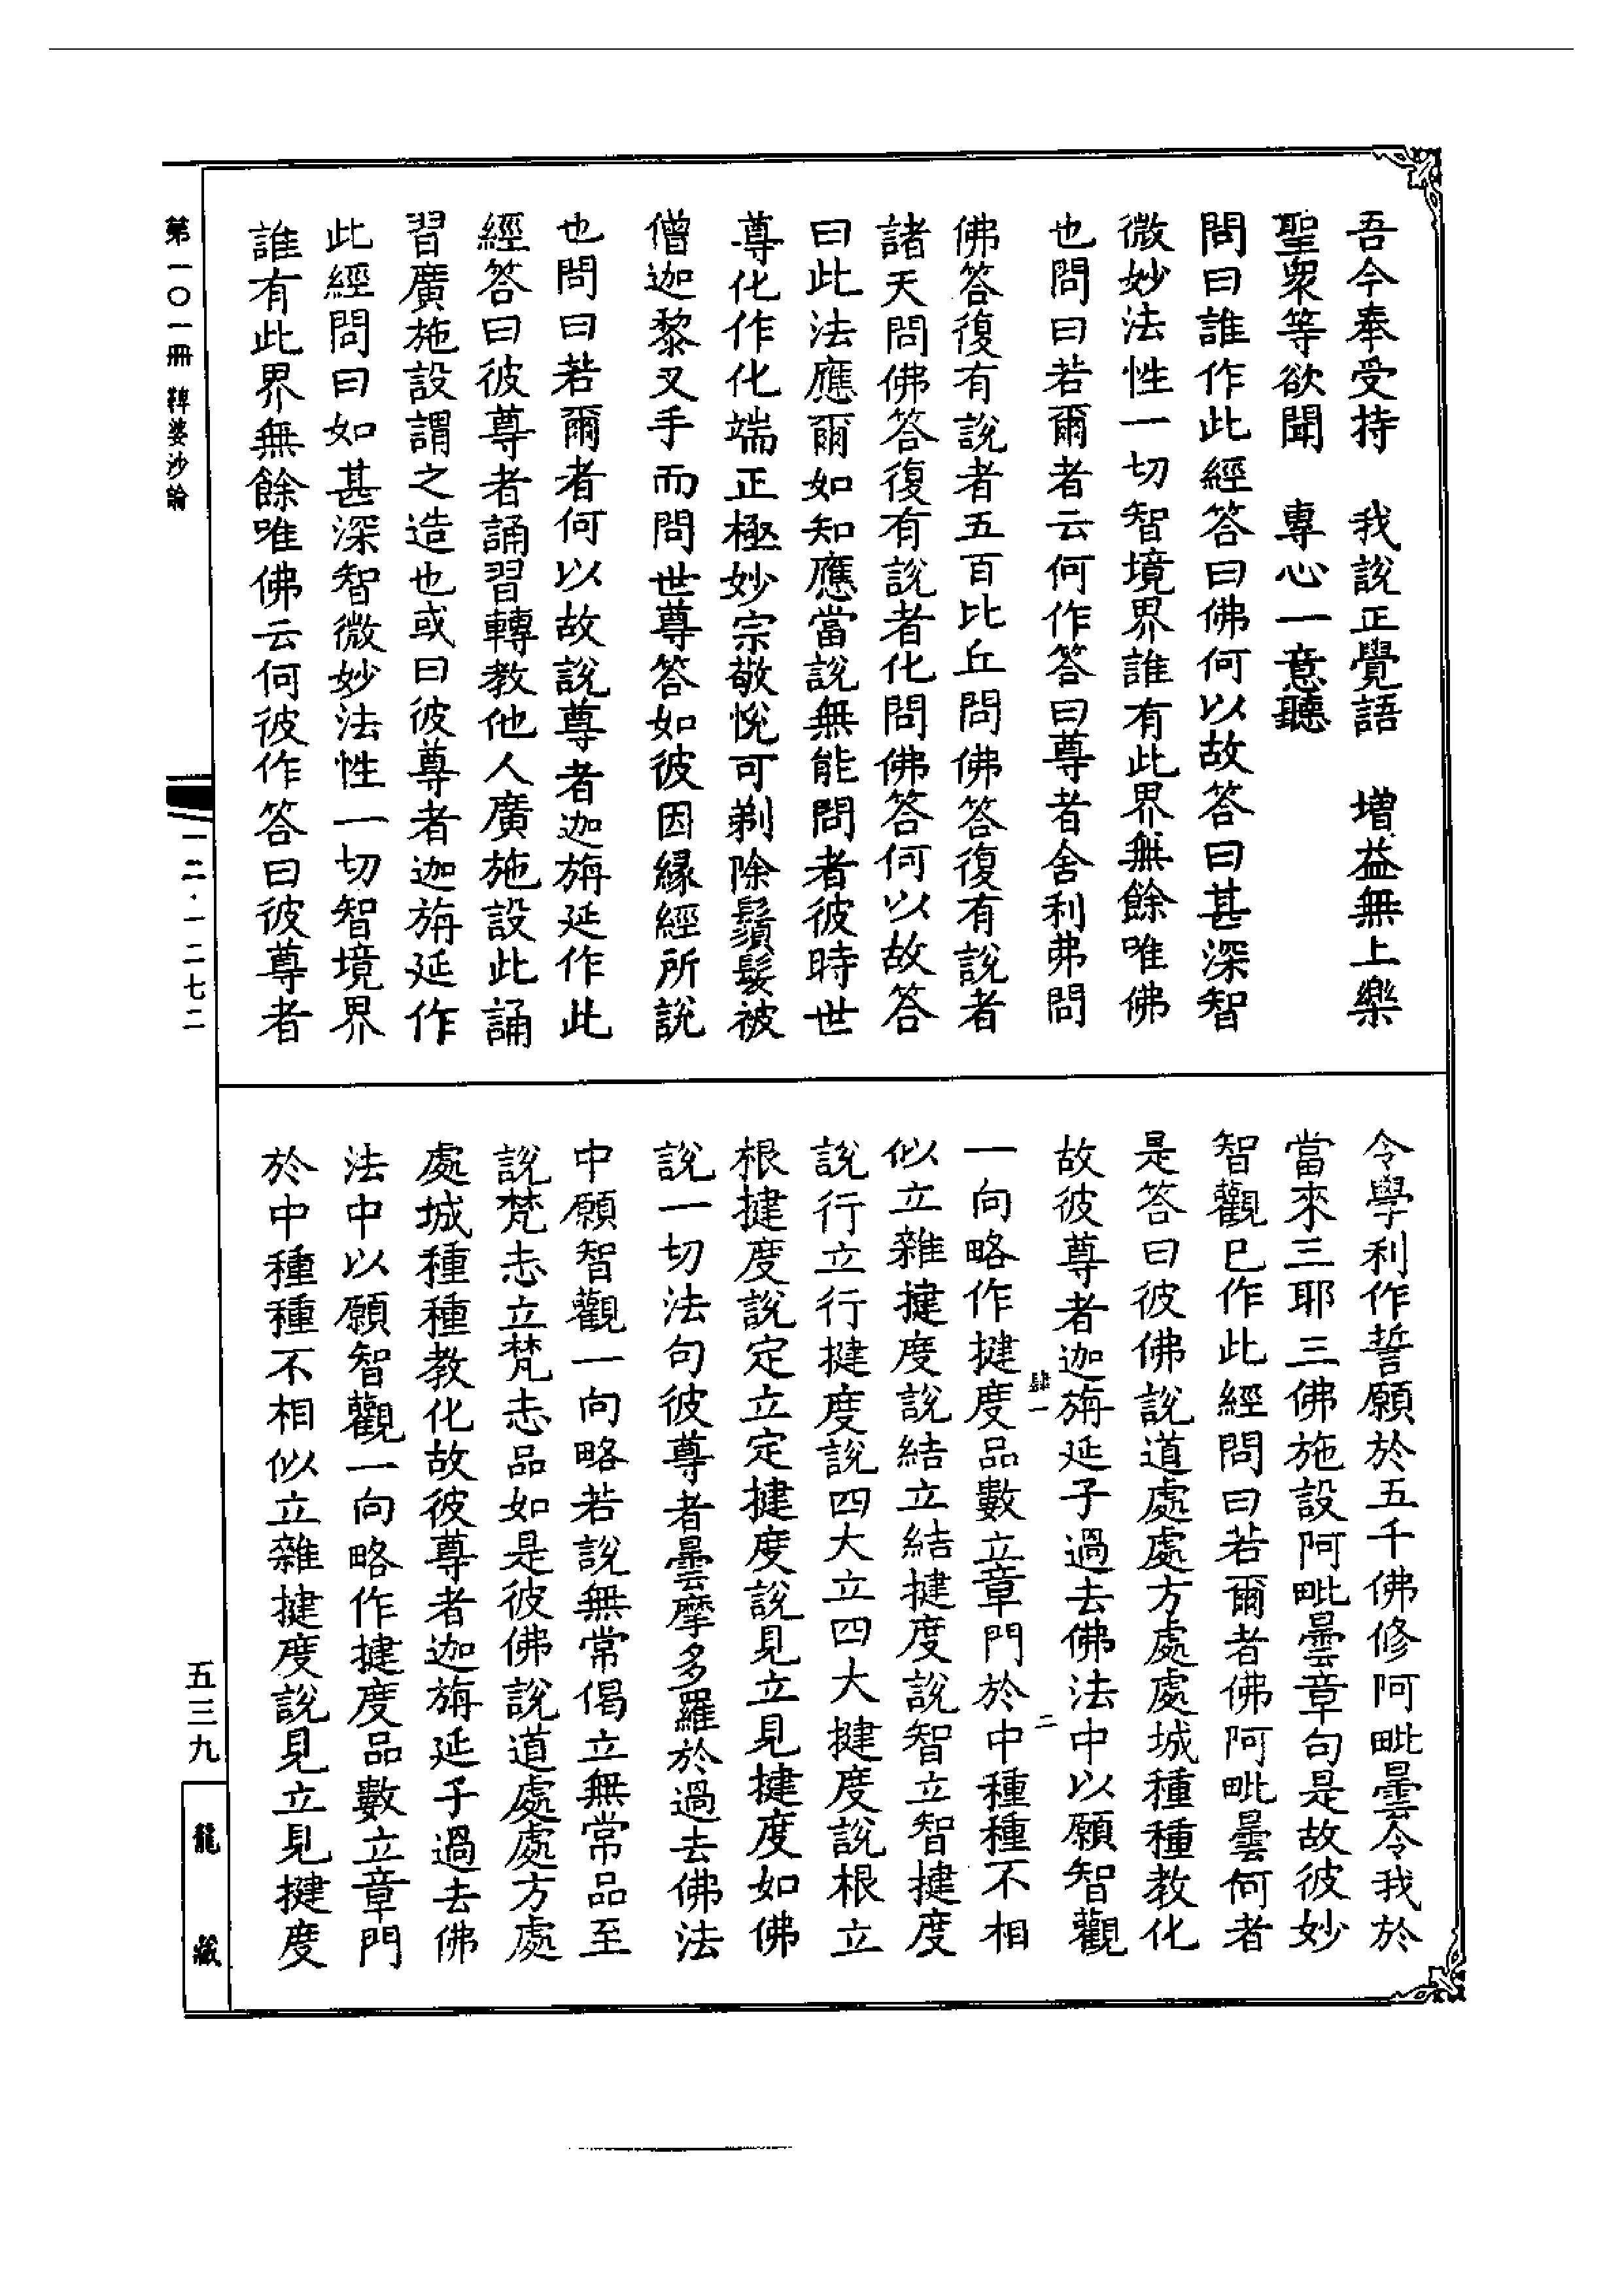 吾今奉受持　我說正覺語　增益無上樂
聖衆等欲聞　專心一意聽
問曰誰作此經答曰佛何以故答曰甚深智
微妙法性一切智境界誰有此界無餘唯佛
也問曰若爾者云何作答曰尊者舍利弗問
佛答復有說者五百比丘問佛答復有說者
諸天問佛答復有說者化問佛答何以故答
曰此法應爾如知應當說無能問者彼時世
尊化作化端正極妙宗敬悅可剃除鬚髮被
僧迦黎叉手而問世尊答如彼因緣經所說
也問曰若爾者何以故說尊者迦旃延作此
經答曰彼尊者誦習轉教他人廣施設此誦
習廣施設謂之造也或曰彼尊者迦旃延作
此經問曰如甚深智微妙法性一切智境界
誰有此界無餘唯佛云何彼作答曰彼尊者
令學利作誓願於五千佛修阿毗曇令我於
當來三耶三佛施設阿毗曇章句是故彼妙
智觀已作此經問曰若爾者佛阿毗曇何者
是答曰彼佛說道處處方處處城種種教化
故彼尊者迦旃延子過去佛法中以願智觀
肆一
二
一向略作揵度品數立章門於中種種不相
似立雜揵度說結立結揵度說智立智揵度
說行立行揵度說四大立四大揵度說根立
根揵度說定立定揵度說見立見揵度如佛
說一切法句彼尊者曇摩多羅於過去佛法
中願智觀一向略若說無常偈立無常品至
說梵志立梵志品如是彼佛說道處處方處
處城種種教化故彼尊者迦旃延子過去佛
法中以願智觀一向略作揵度品數立章門
於中種種不相似立雜揵度說見立見揵度
第一〇一冊　鞞婆沙論
一二·一二七二
五三九
龍藏